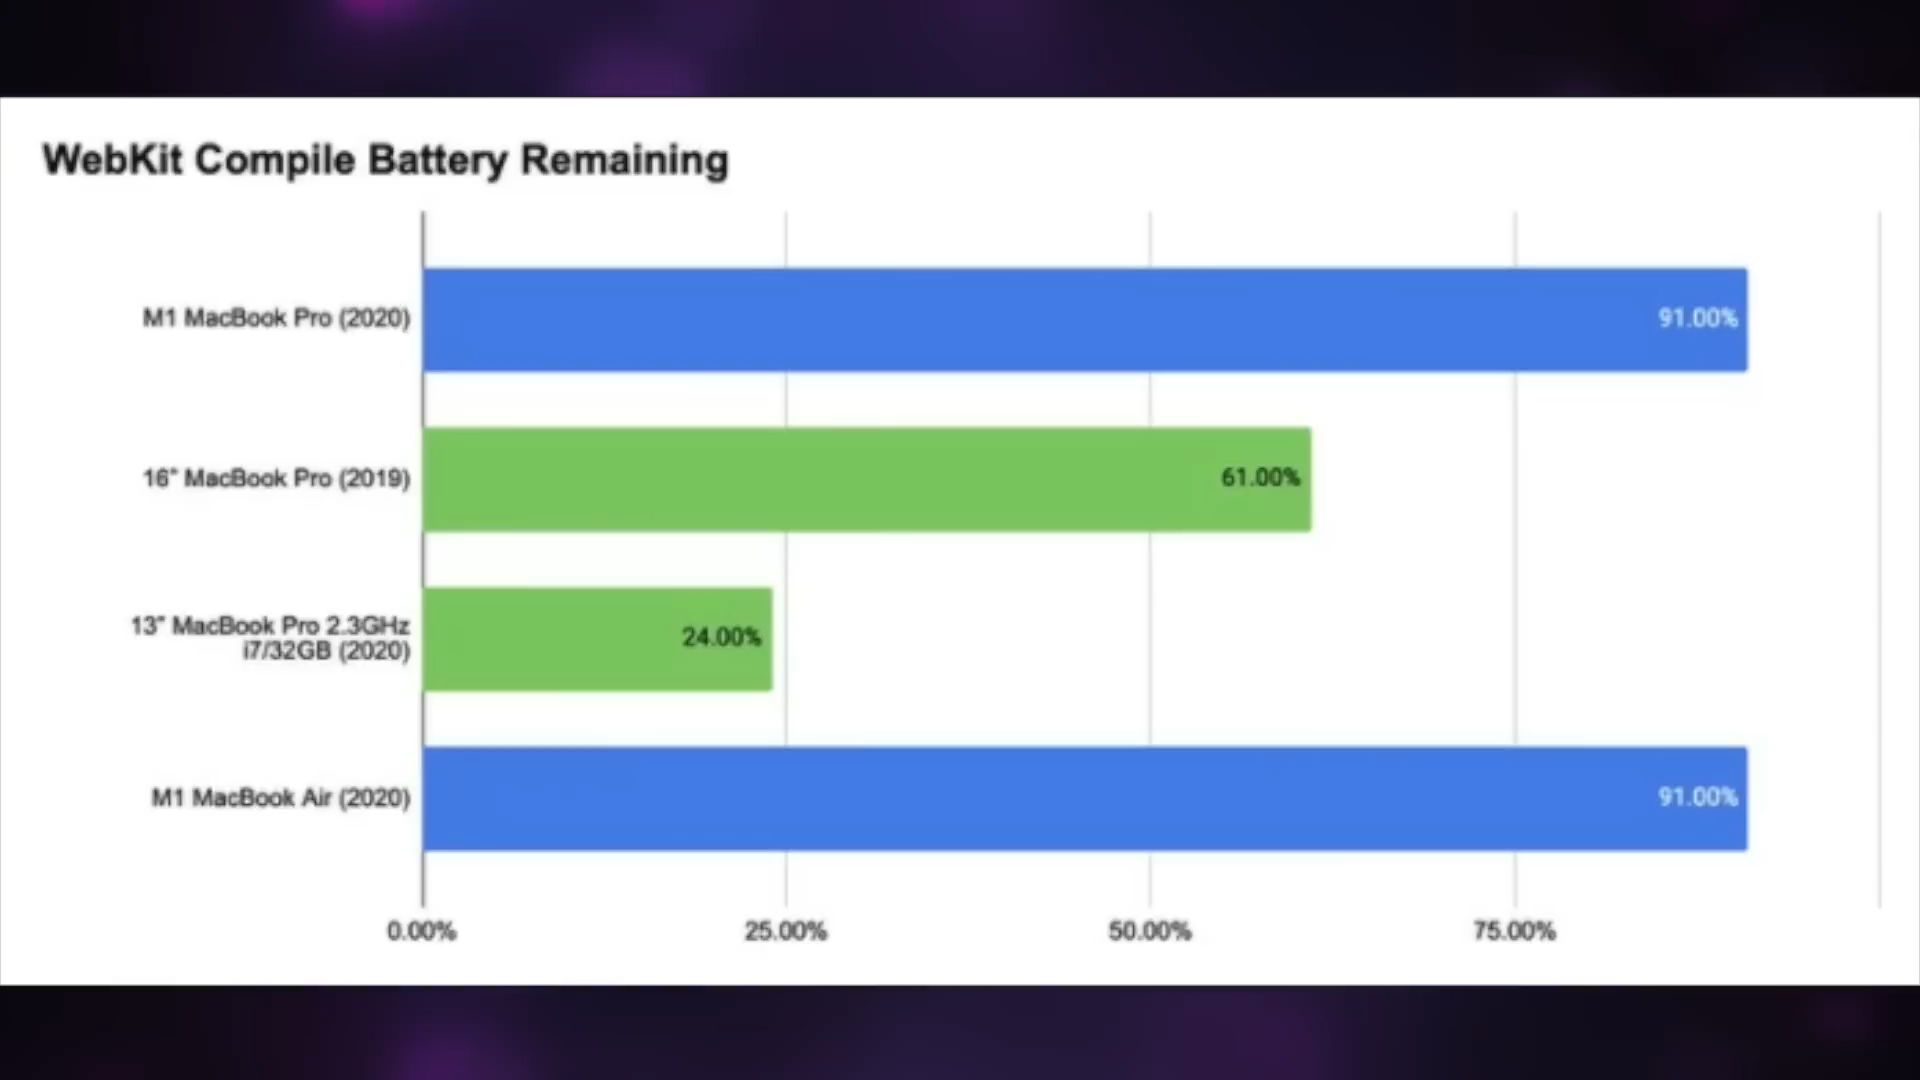 WebKit Compile Battery Remaining
M1 MacBook Pro (2020)
91.00%
16" MacBook Pro (2019)
61.00%
13" MacBook Pro 2.3GHz
i7/32GB (2020)
24.00%
M1 MacBook Air (2020)
91.00%
0.00%
25.00%
50.00%
75.00%